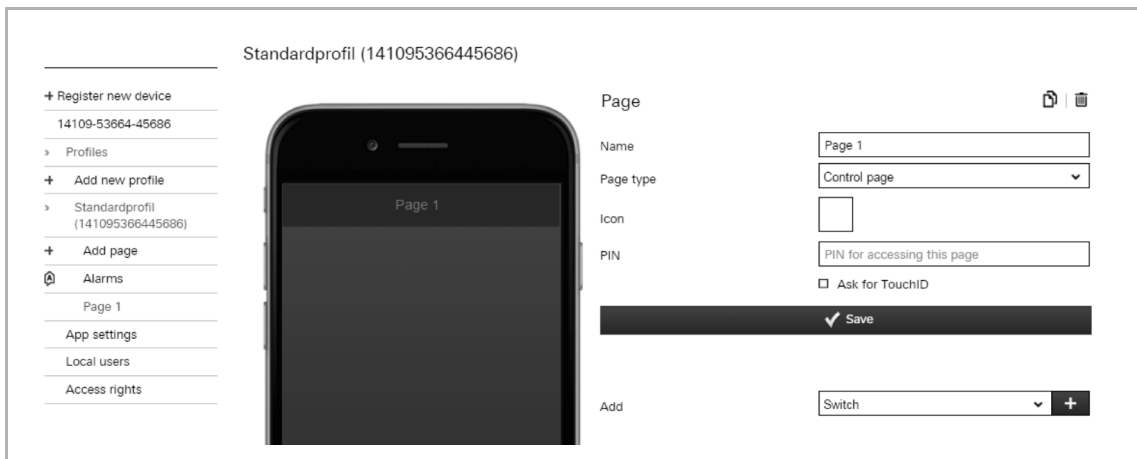 Standardprofil (141095366445686)
Register new device
14109-53664-45686
Profiles
Add new profile
Standardprofil
(141095366445686)
Add page
Alarms
Page 1
App settings
Local users
Access rights
Page 1
Page
Name
Page 1
Page type
Control page
Icon
PIN
PIN for accessing this page
Ask for TouchID
Save
Add
Switch